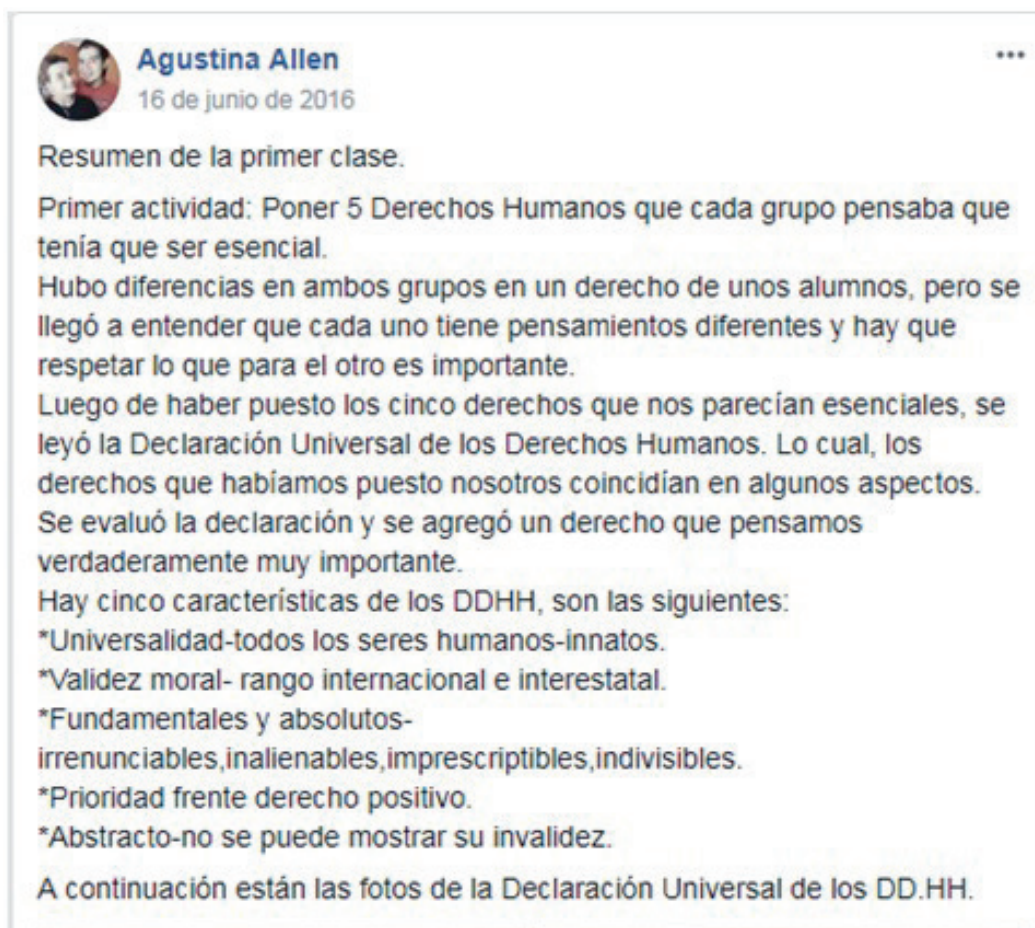 Agustina Allen
16 de junio de 2016
Resumen de la primer clase.
Primer actividad: Poner 5 Derechos Humanos que cada grupo pensaba que
tenía que ser esencial.
Hubo diferencias en ambos grupos en un derecho de unos alumnos, pero se
llegó a entender que cada uno tiene pensamientos diferentes y hay que
respetar lo que para el otro es importante.
Luego de haber puesto los cinco derechos que nos parecían esenciales, se
leyó la Declaración Universal de los Derechos Humanos. Lo cual, los
derechos que habíamos puesto nosotros coincidían en algunos aspectos.
Se evaluó la declaración y se agregó un derecho que pensamos
verdaderamente muy importante.
Hay cinco características de los DDHH, son las siguientes:
*Universalidad-todos los seres humanos-innatos.
*Validez moral- rango internacional e interestatal.
*Fundamentales y absolutos-
irrenunciables,inalienables,imprescriptibles,indivisibles.
*Prioridad frente derecho positivo.
*Abstracto-no se puede mostrar su invalidez.
A continuación están las fotos de la Declaración Universal de los DD.HH.